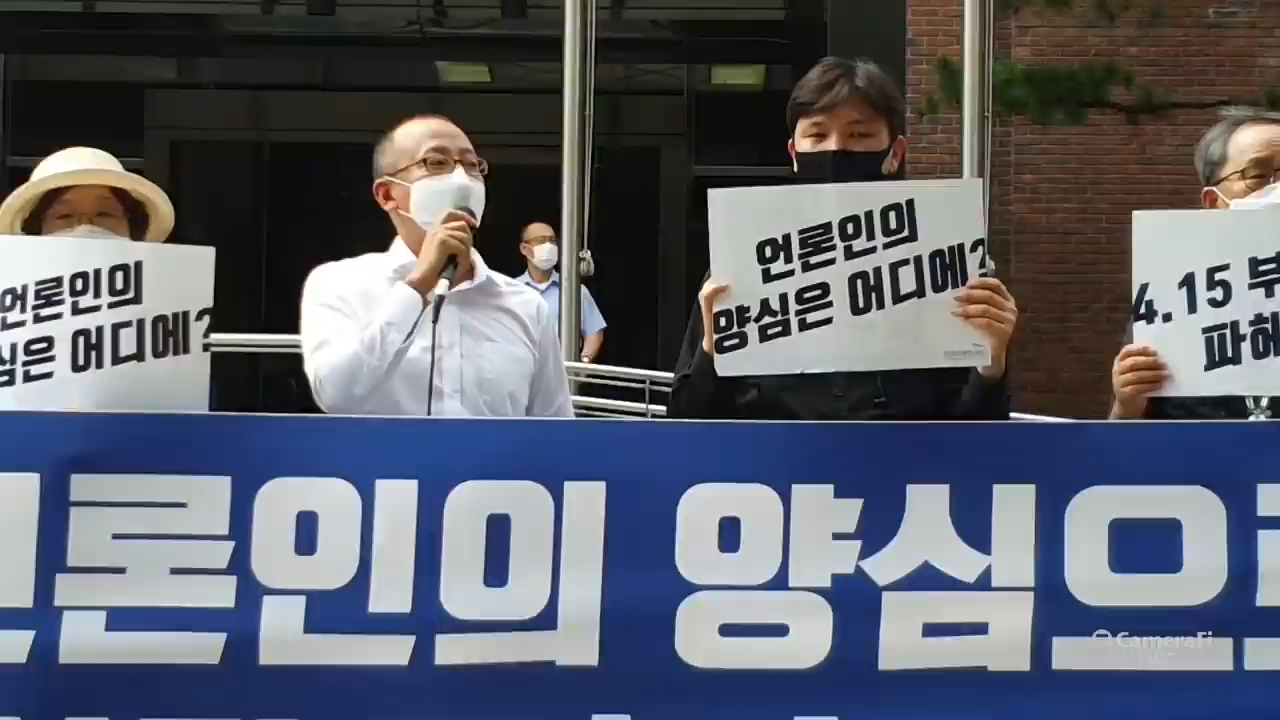 언론인의
심은 어디에?
언론인의
양심은 어디에?
4.15 부
파헤
언론인의 양심으로
CameraFi